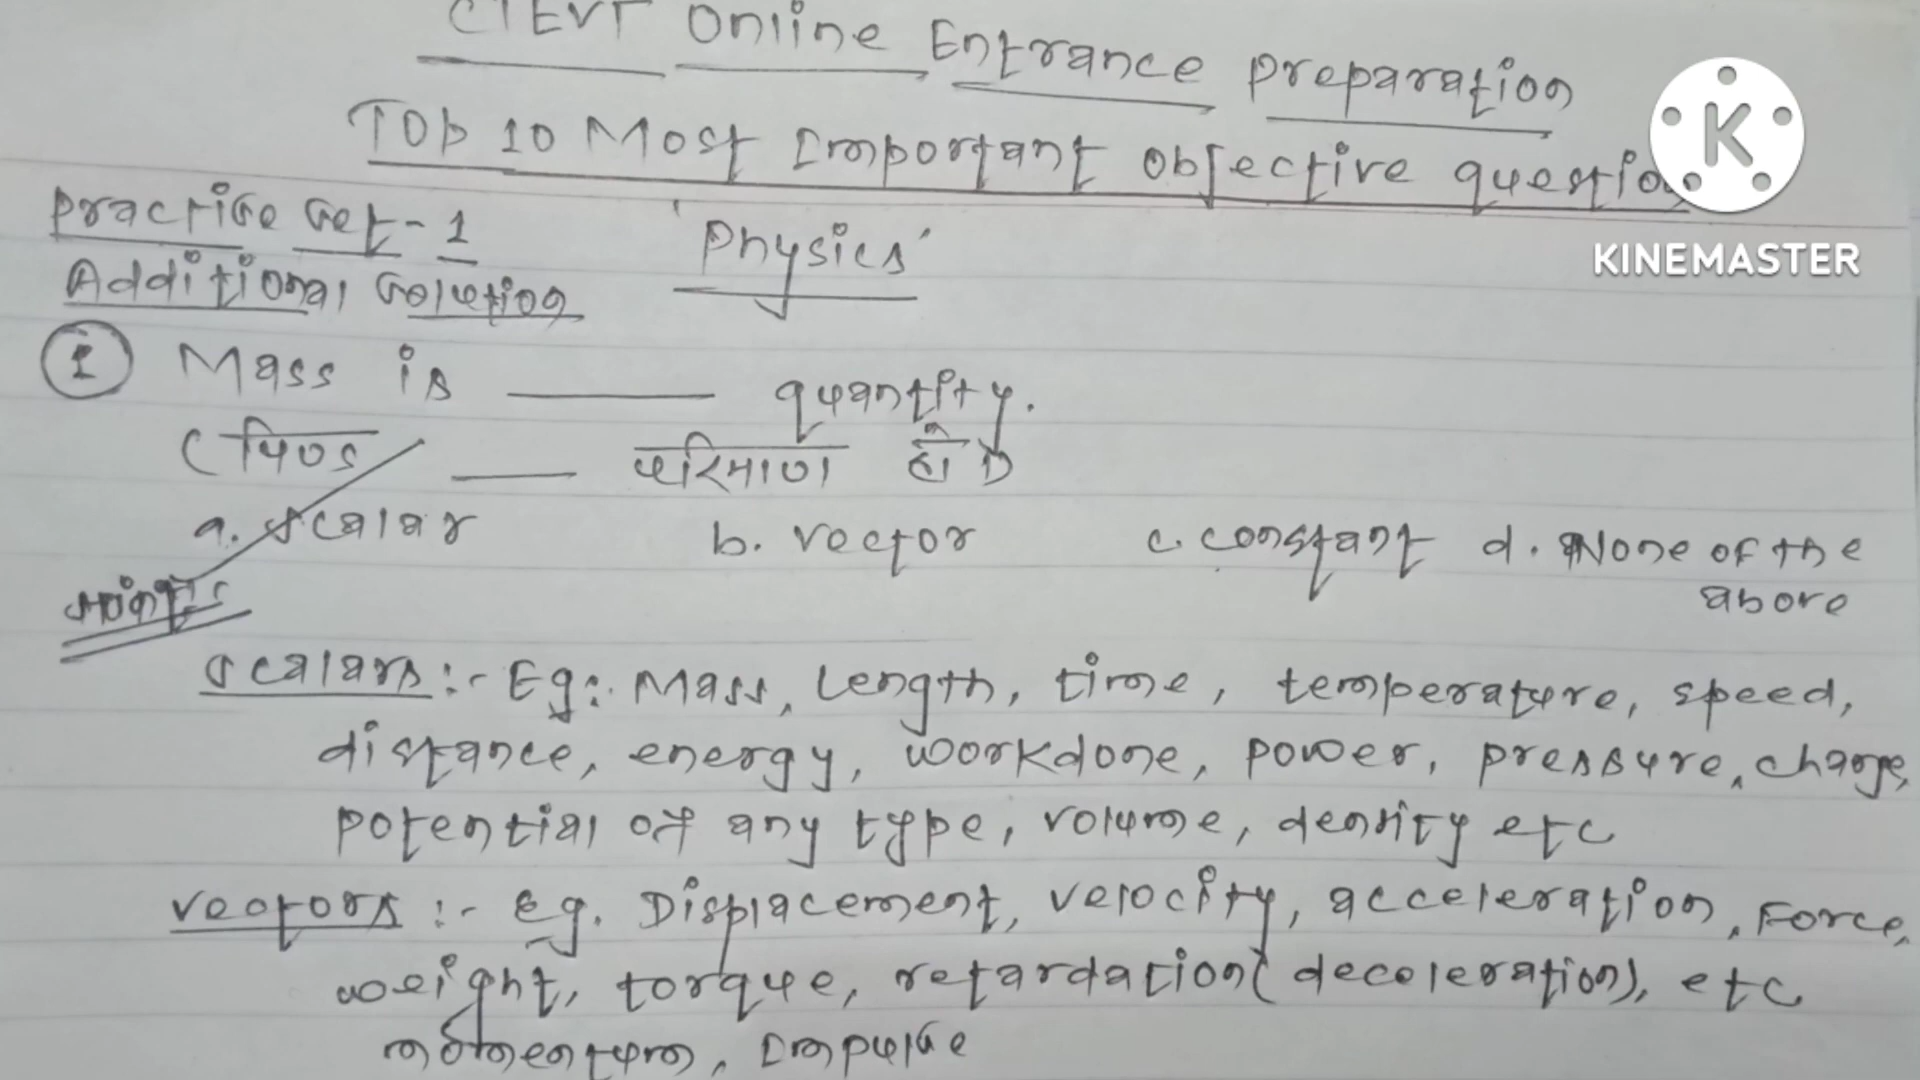 CTEVT Online Entrance preparation
TOP 10 Most Important objective question
K
KINEMASTER
practice set - 1
'Physics'
Additional solution
1 Mass is ______ quantity.
(पिण्ड ______ परिमाण हो)
a. scalar b. vector c. constant d. None of the above
scalars :- Eg:. Mass, Length, time, temperature, speed,
distance, energy, workdone, power, pressure, charge,
potential of any type, volume, density etc
vectors :- Eg. Displacement, velocity, acceleration, Force,
weight, torque, retardation(deceleration), etc
momentum, Impulse